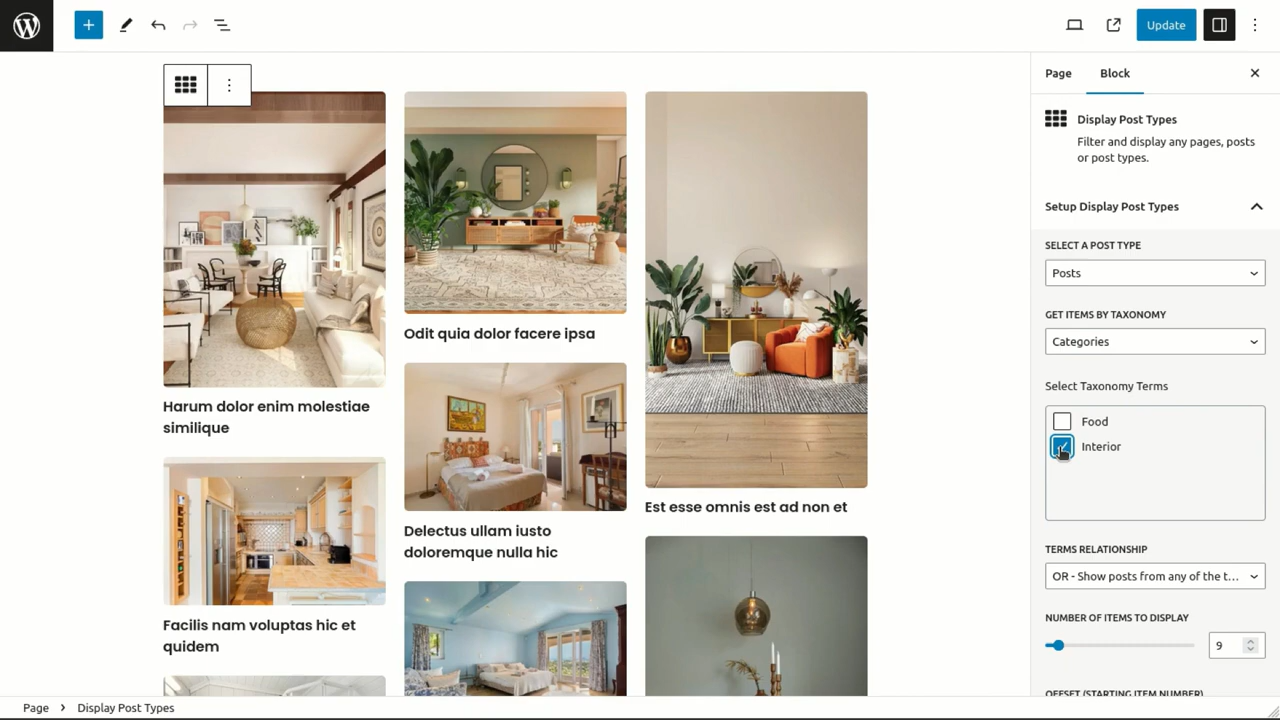 Update
Page
Block
Display Post Types
Filter and display any pages, posts
or post types.
Setup Display Post Types
SELECT A POST TYPE
Posts
GET ITEMS BY TAXONOMY
Categories
Select Taxonomy Terms
Food
Interior
TERMS RELATIONSHIP
OR - Show posts from any of the t...
NUMBER OF ITEMS TO DISPLAY
9
OFFSET (STARTING ITEM NUMBER)
Harum dolor enim molestiae
similique
Facilis nam voluptas hic et
quidem
Odit quia dolor facere ipsa
Delectus ullam iusto
doloremque nulla hic
Est esse omnis est ad non et
Page
Display Post Types